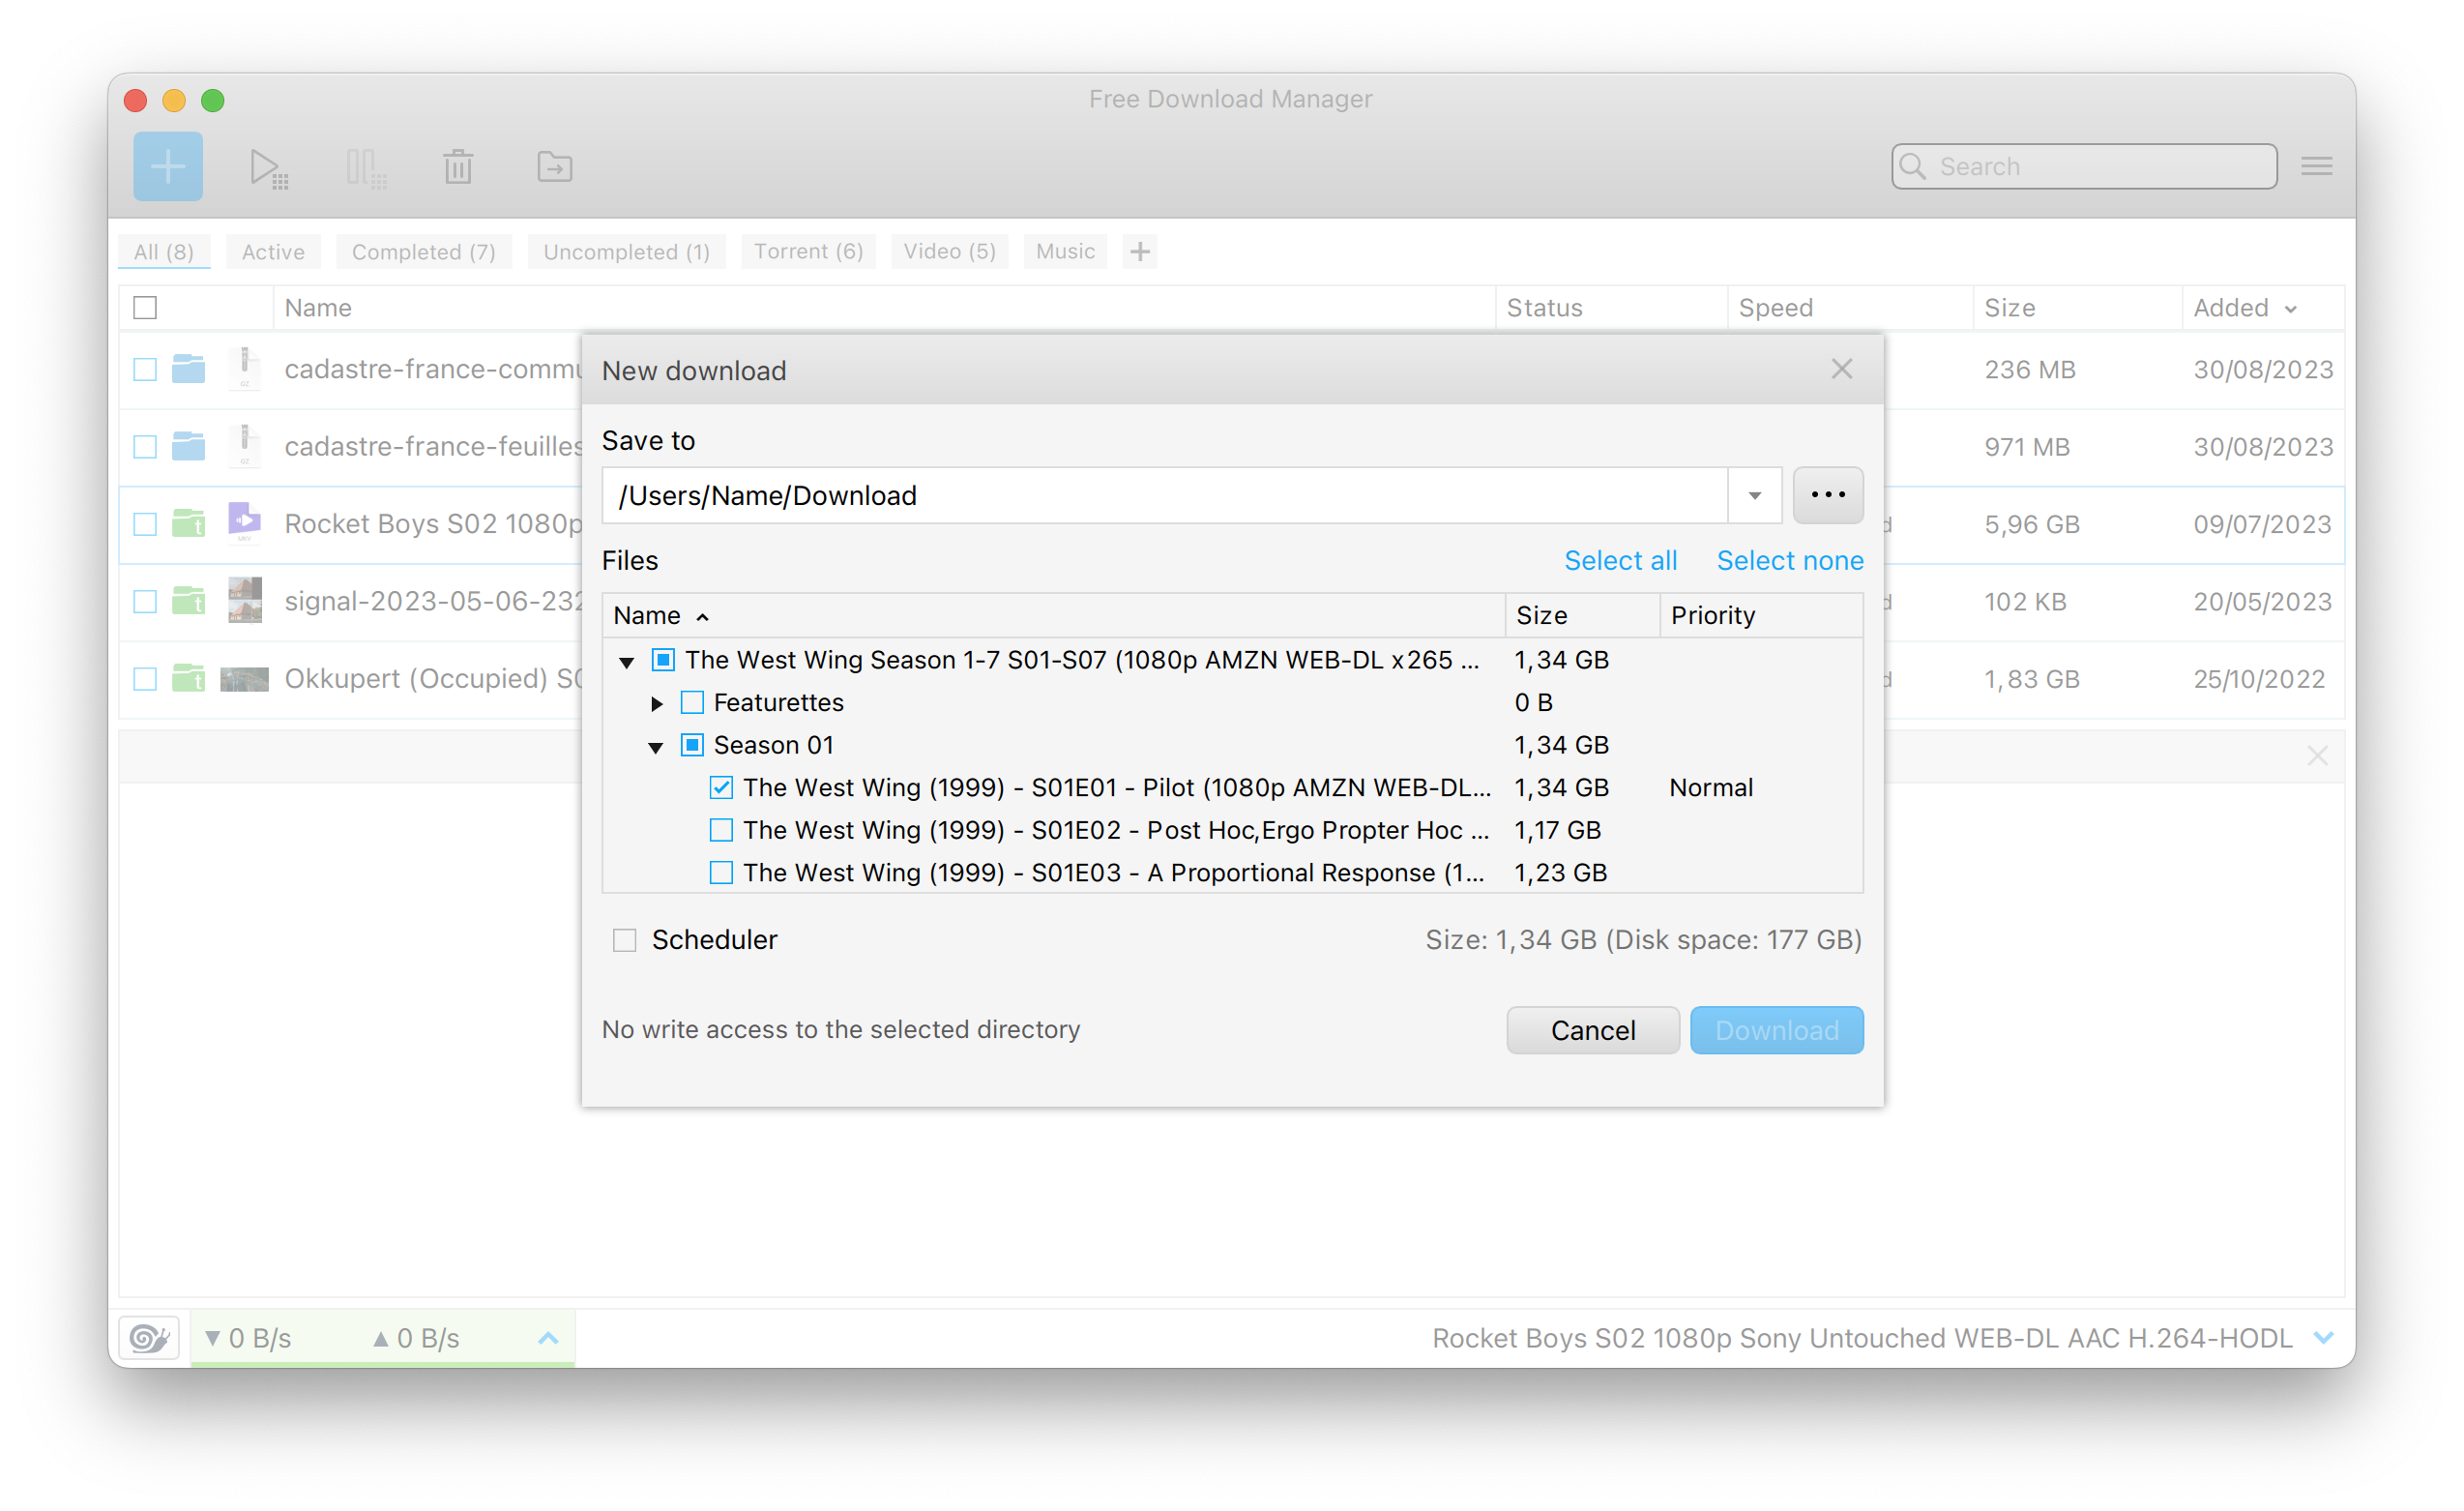 Free Download Manager
Search
All (8) Active Completed (7) Uncompleted (1) Torrent (6) Video (5) Music
Name Status Speed Size Added
cadastre-france-commu 236 MB 30/08/2023
cadastre-france-feuilles 971 MB 30/08/2023
Rocket Boys S02 1080p 5,96 GB 09/07/2023
signal-2023-05-06-232 102 KB 20/05/2023
Okkupert (Occupied) S0 1,83 GB 25/10/2022
New download
Save to
/Users/Name/Download
Files Select all Select none
Name Size Priority
The West Wing Season 1-7 S01-S07 (1080p AMZN WEB-DL x265 ... 1,34 GB
Featurettes 0 B
Season 01 1,34 GB
The West Wing (1999) - S01E01 - Pilot (1080p AMZN WEB-DL... 1,34 GB Normal
The West Wing (1999) - S01E02 - Post Hoc,Ergo Propter Hoc ... 1,17 GB
The West Wing (1999) - S01E03 - A Proportional Response (1... 1,23 GB
Scheduler Size: 1,34 GB (Disk space: 177 GB)
No write access to the selected directory Cancel Download
0 B/s 0 B/s Rocket Boys S02 1080p Sony Untouched WEB-DL AAC H.264-HODL